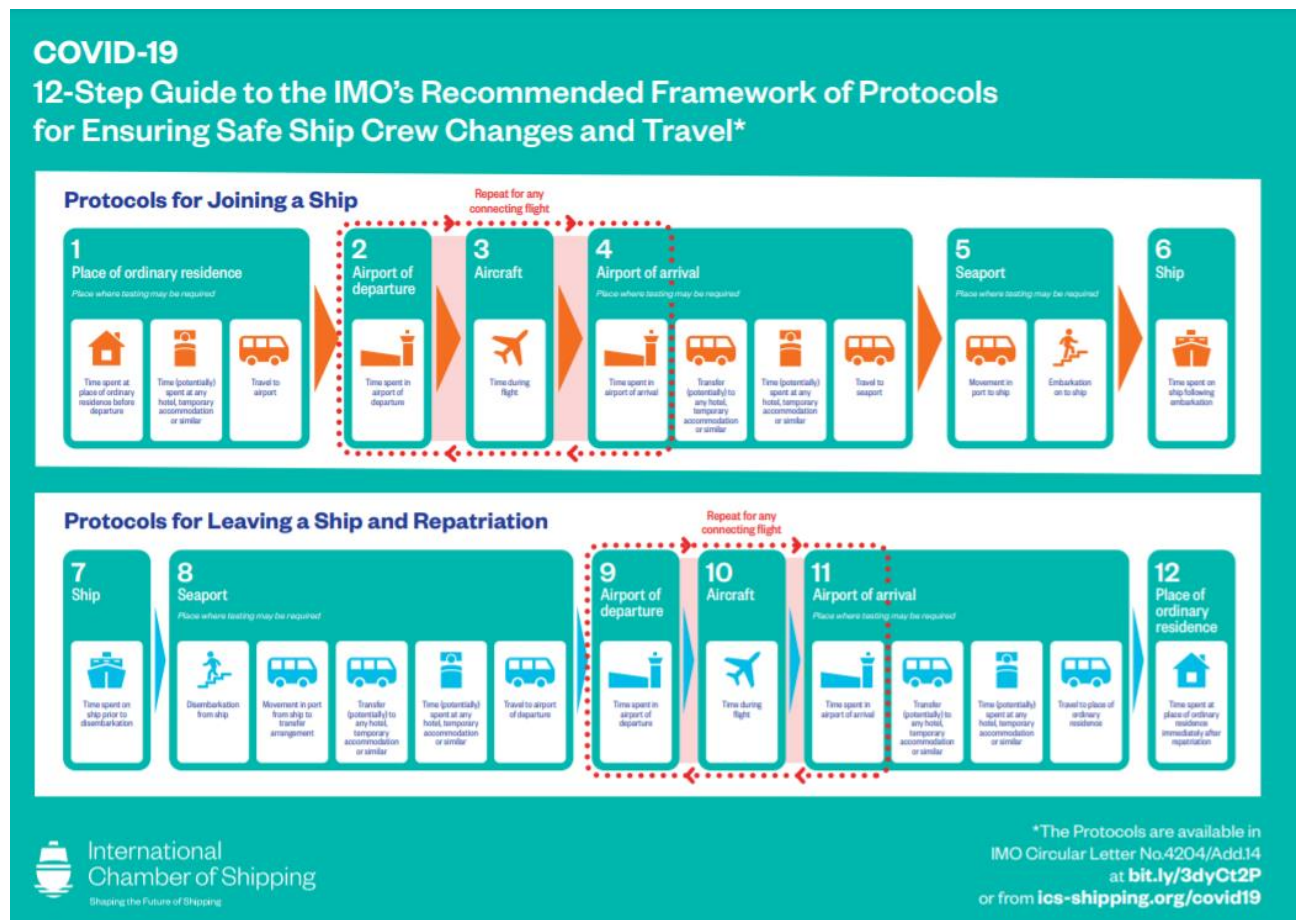 COVID-19
12-Step Guide to the IMO's Recommended Framework of Protocols
for Ensuring Safe Ship Crew Changes and Travel*
Protocols for Joining a Ship
Repeat for any
connecting flight
1
Place of ordinary residence
Place where testing may be required
Time spent at
place of ordinary
residence before
departure
Time (potentially)
spent at any
hotel, temporary
accommodation
or similar
Travel to
airport
2
Airport of
departure
Time spent in
airport of
departure
3
Aircraft
Time during
flight
4
Airport of arrival
Place where testing may be required
Time spent in
airport of arrival
Transfer
(potentially) to
any hotel,
temporary
accommodation
or similar
Time (potentially)
spent at any
hotel, temporary
accommodation
or similar
Travel to
seaport
5
Seaport
Place where testing may be required
Movement in
port to ship
Embarkation
on to ship
6
Ship
Time spent on
ship following
embarkation
Protocols for Leaving a Ship and Repatriation
Repeat for any
connecting flight
7
Ship
Time spent on
ship prior to
disembarkation
8
Seaport
Place where testing may be required
Disembarkation
from ship
Movement in port
from ship to
transfer
arrangement
Transfer
(potentially) to
any hotel,
temporary
accommodation
or similar
Time (potentially)
spent at any
hotel, temporary
accommodation
or similar
Travel to airport
of departure
9
Airport of
departure
Time spent in
airport of
departure
10
Aircraft
Time during
flight
11
Airport of arrival
Place where testing may be required
Time spent in
airport of arrival
Transfer
(potentially) to
any hotel,
temporary
accommodation
or similar
Time (potentially)
spent at any
hotel, temporary
accommodation
or similar
Travel to place of
ordinary
residence
12
Place of
ordinary
residence
Time spent at
place of ordinary
residence
immediately after
repatriation
International
Chamber of Shipping
Shaping the Future of Shipping
*The Protocols are available in
IMO Circular Letter No.4204/Add.14
at bit.ly/3dyCt2P
or from ics-shipping.org/covid19